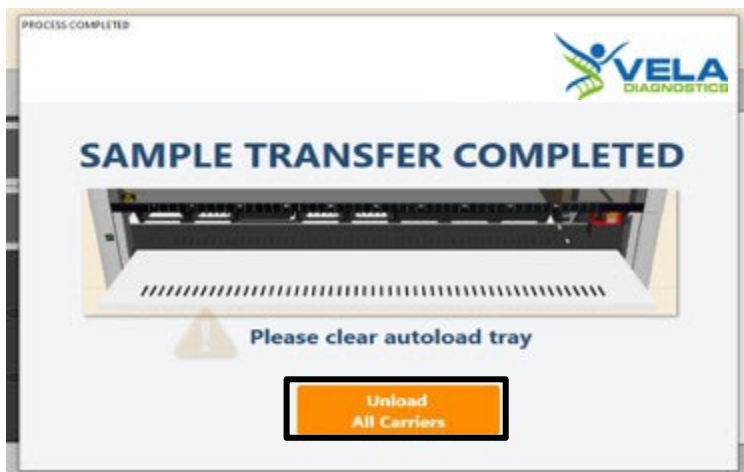 PROCESS COMPLETED
VELA
DIAGNOSTICS
SAMPLE TRANSFER COMPLETED
Please clear autoload tray
Unload
All Carriers